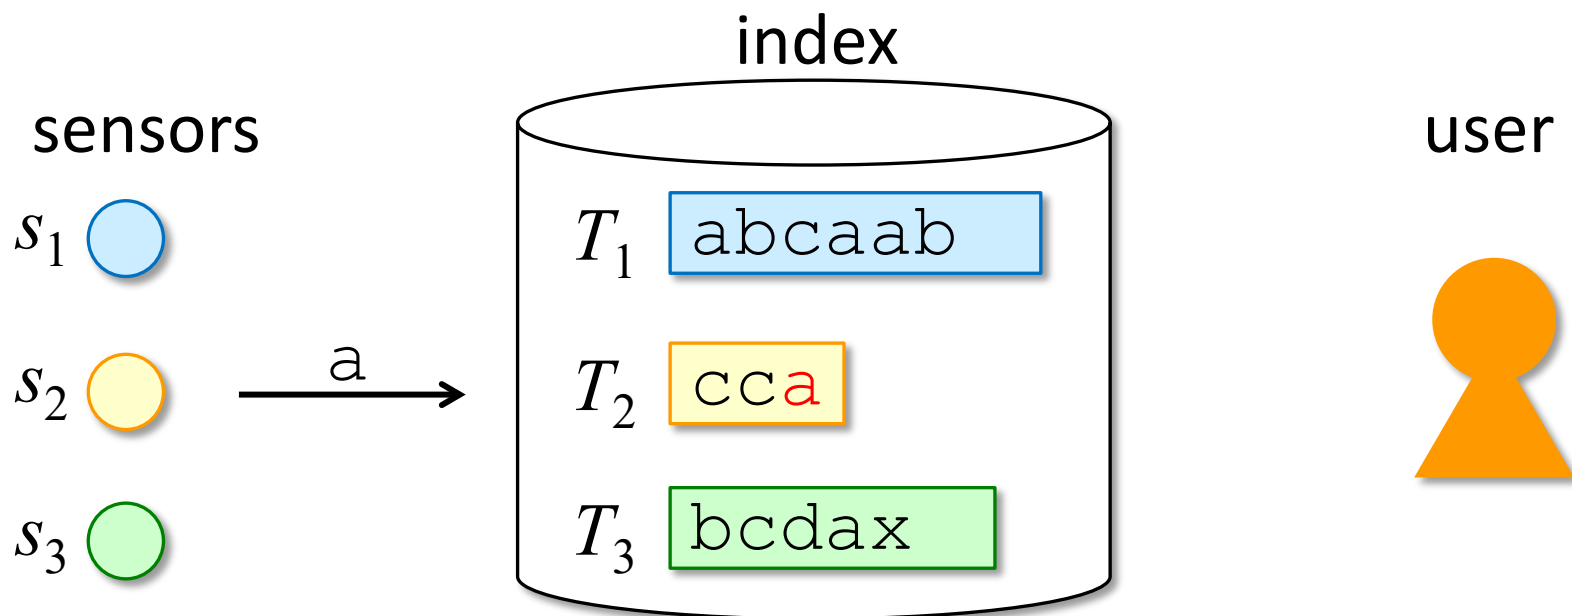 index
sensors
user
s1
T1 abcaab
a
s2
T2 cca
s3
T3 bcdax